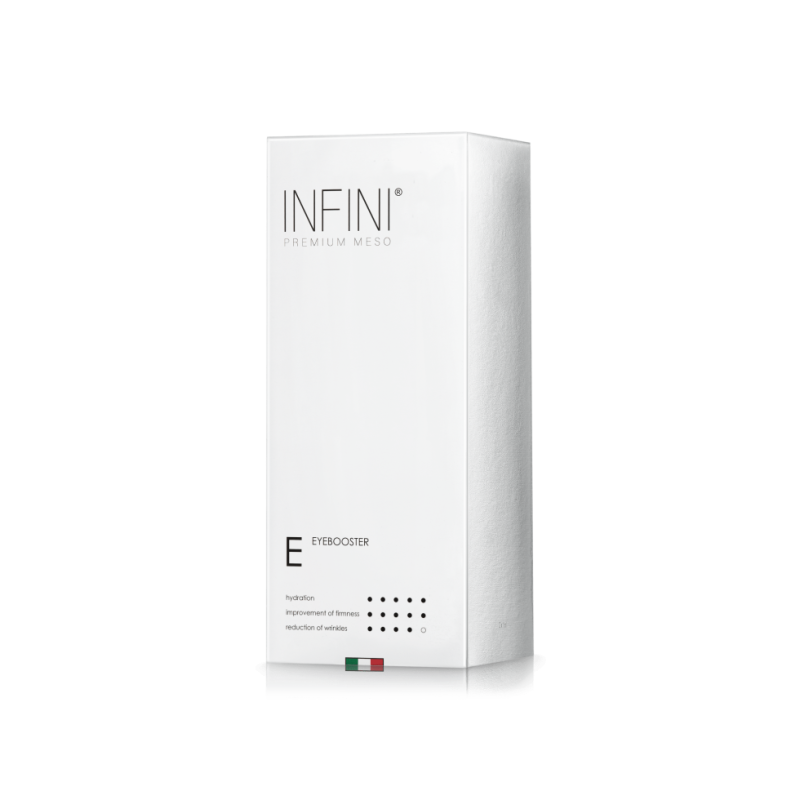 INFINI®
PREMIUM MESO
E EYEBOOSTER
hydration
improvement of firmness
reduction of wrinkles